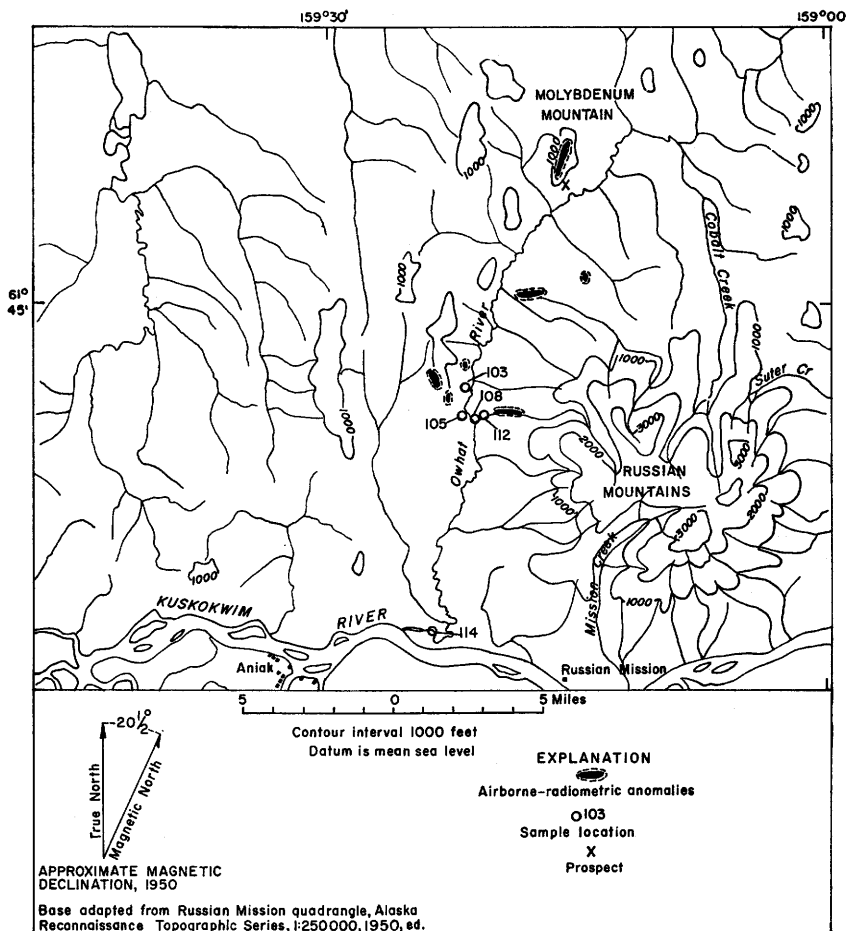 159°30'
159°00
MOLYBDENUM
MOUNTAIN
1000
1000
1000
1000
1000
Cobalt Creek
61°
45'
River
1000
1000
1000
Suter Cr
103
108
105
112
3000
3000
2000
Owhat
RUSSIAN
MOUNTAINS
1000
2000
3000
1000
Mission Creek
1000
KUSKOKWIM
RIVER
114
Aniak
Russian Mission
5 0 5 Miles
Contour interval 1000 feet
Datum is mean sea level
20½°
True North
Magnetic North
EXPLANATION
Airborne-radiometric anomalies
103
Sample location
X
Prospect
APPROXIMATE MAGNETIC
DECLINATION, 1950
Base adapted from Russian Mission quadrangle, Alaska
Reconnaissance Topographic Series, 1:250000, 1950, ed.